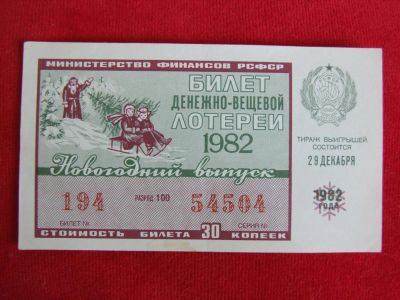 МИНИСТЕРСТВО ФИНАНСОВ РСФСР
БИЛЕТ
ДЕНЕЖНО-ВЕЩЕВОЙ
ЛОТЕРЕИ
1982
Новогодний выпуск
194
РАЗРЯД 100
54504
БИЛЕТ №
СЕРИЯ №
СТОИМОСТЬ БИЛЕТА 30 КОПЕЕК
ТИРАЖ ВЫИГРЫШЕЙ
СОСТОИТСЯ
29 ДЕКАБРЯ
1982
ГОДА